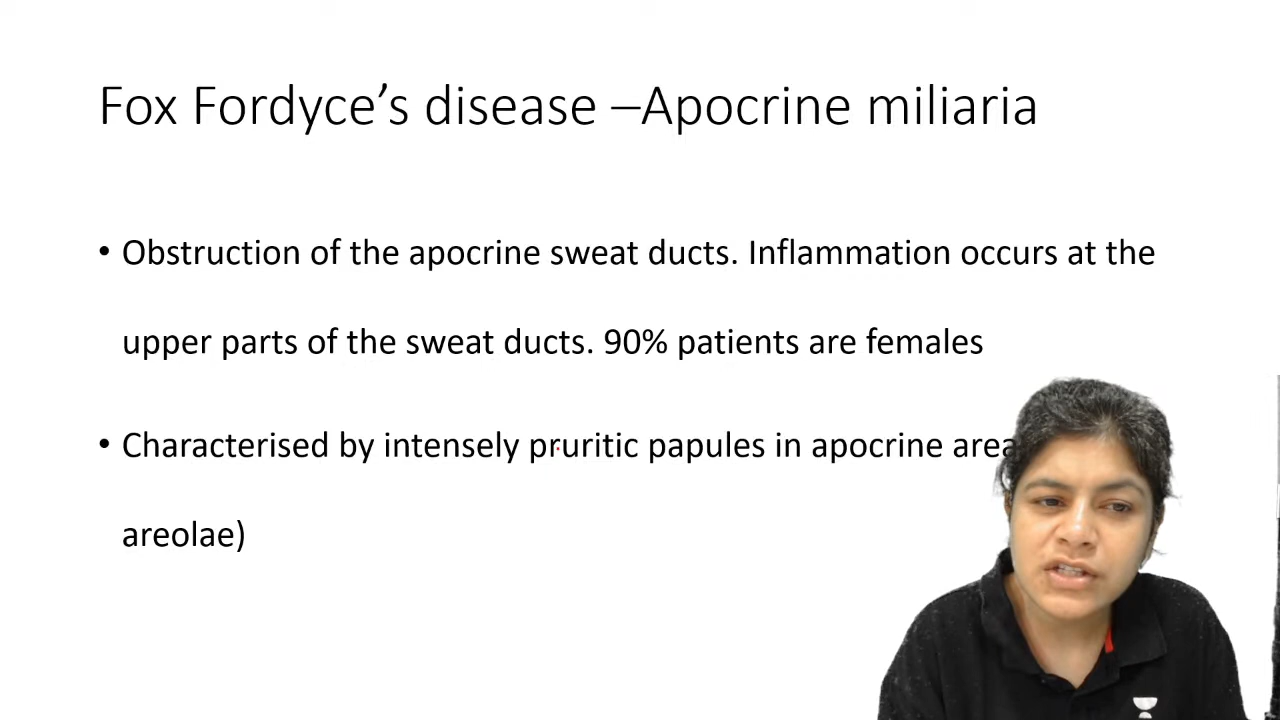 Fox Fordyce’s disease –Apocrine miliaria
• Obstruction of the apocrine sweat ducts. Inflammation occurs at the
upper parts of the sweat ducts. 90% patients are females
• Characterised by intensely pruritic papules in apocrine
areolae)